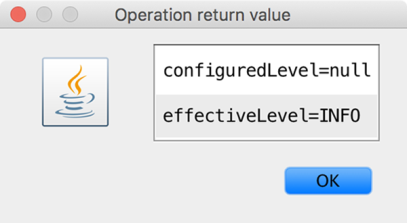 Operation return value
configuredLevel=null
effectiveLevel=INFO
OK